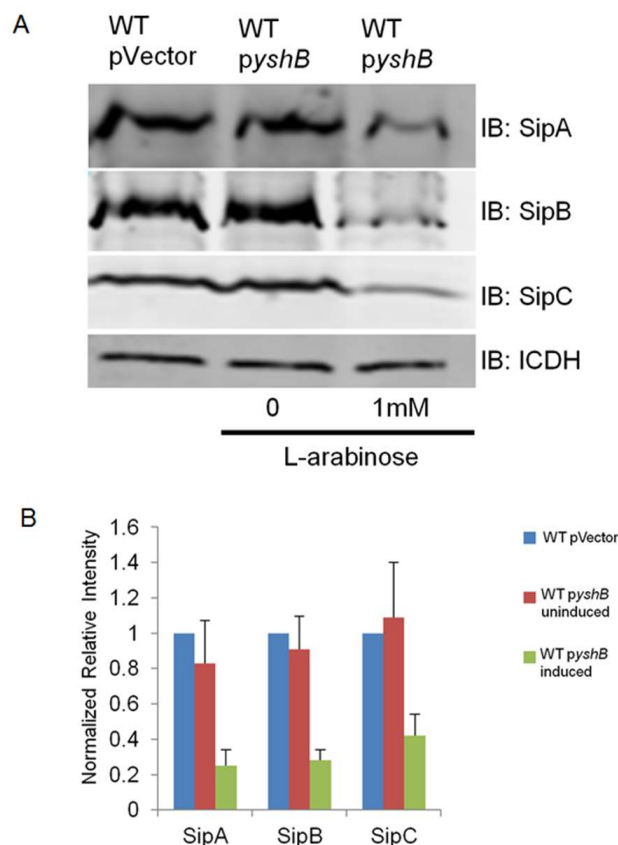 A
WT pVector
WT pyshB
WT pyshB
IB: SipA
IB: SipB
IB: SipC
IB: ICDH
0 1mM
L-arabinose
B
Normalized Relative Intensity
1.6
1.4
1.2
1
0.8
0.6
0.4
0.2
0
SipA SipB SipC
WT pVector
WT pyshB
uninduced
WT pyshB
induced